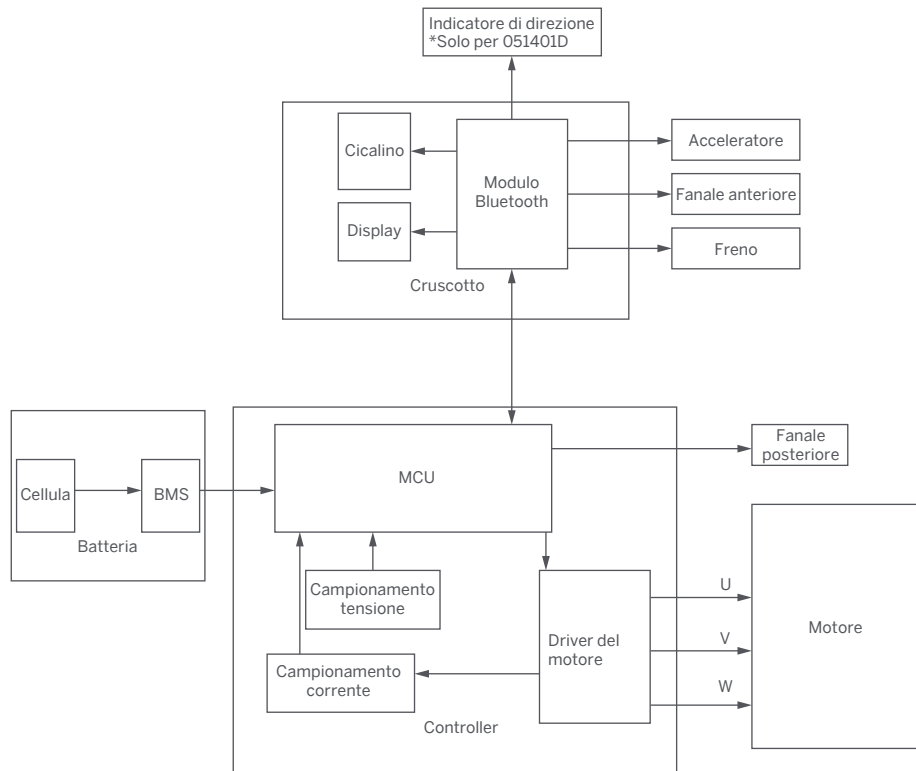 Indicatore di direzione
*Solo per 051401D
Cicalino
Modulo
Bluetooth
Acceleratore
Fanale anteriore
Display
Freno
Cruscotto
MCU
Fanale
posteriore
Cellula
BMS
Batteria
Campionamento
tensione
Campionamento
corrente
Driver del
motore
Controller
U
V
W
Motore